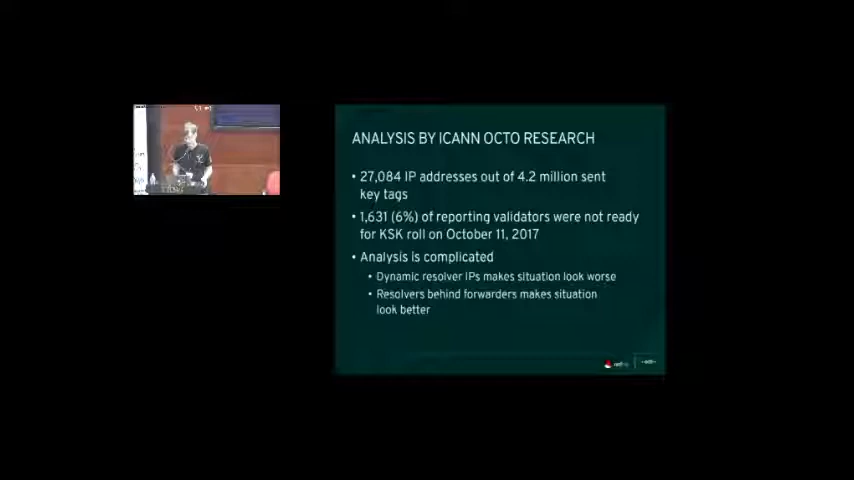 ANALYSIS BY ICANN OCTO RESEARCH
• 27,084 IP addresses out of 4.2 million sent
key tags
• 1,631 (6%) of reporting validators were not ready
for KSK roll on October 11, 2017
• Analysis is complicated
• Dynamic resolver IPs makes situation look worse
• Resolvers behind forwarders makes situation
look better